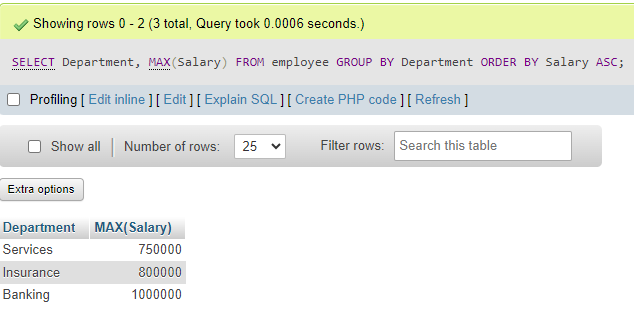 Showing rows 0 - 2 (3 total, Query took 0.0006 seconds.)
SELECT Department, MAX(Salary) FROM employee GROUP BY Department ORDER BY Salary ASC;
Profiling [ Edit inline ] [ Edit ] [ Explain SQL ] [ Create PHP code ] [ Refresh ]
Show all Number of rows: 25 Filter rows: Search this table
Extra options
Department MAX(Salary)
Services 750000
Insurance 800000
Banking 1000000